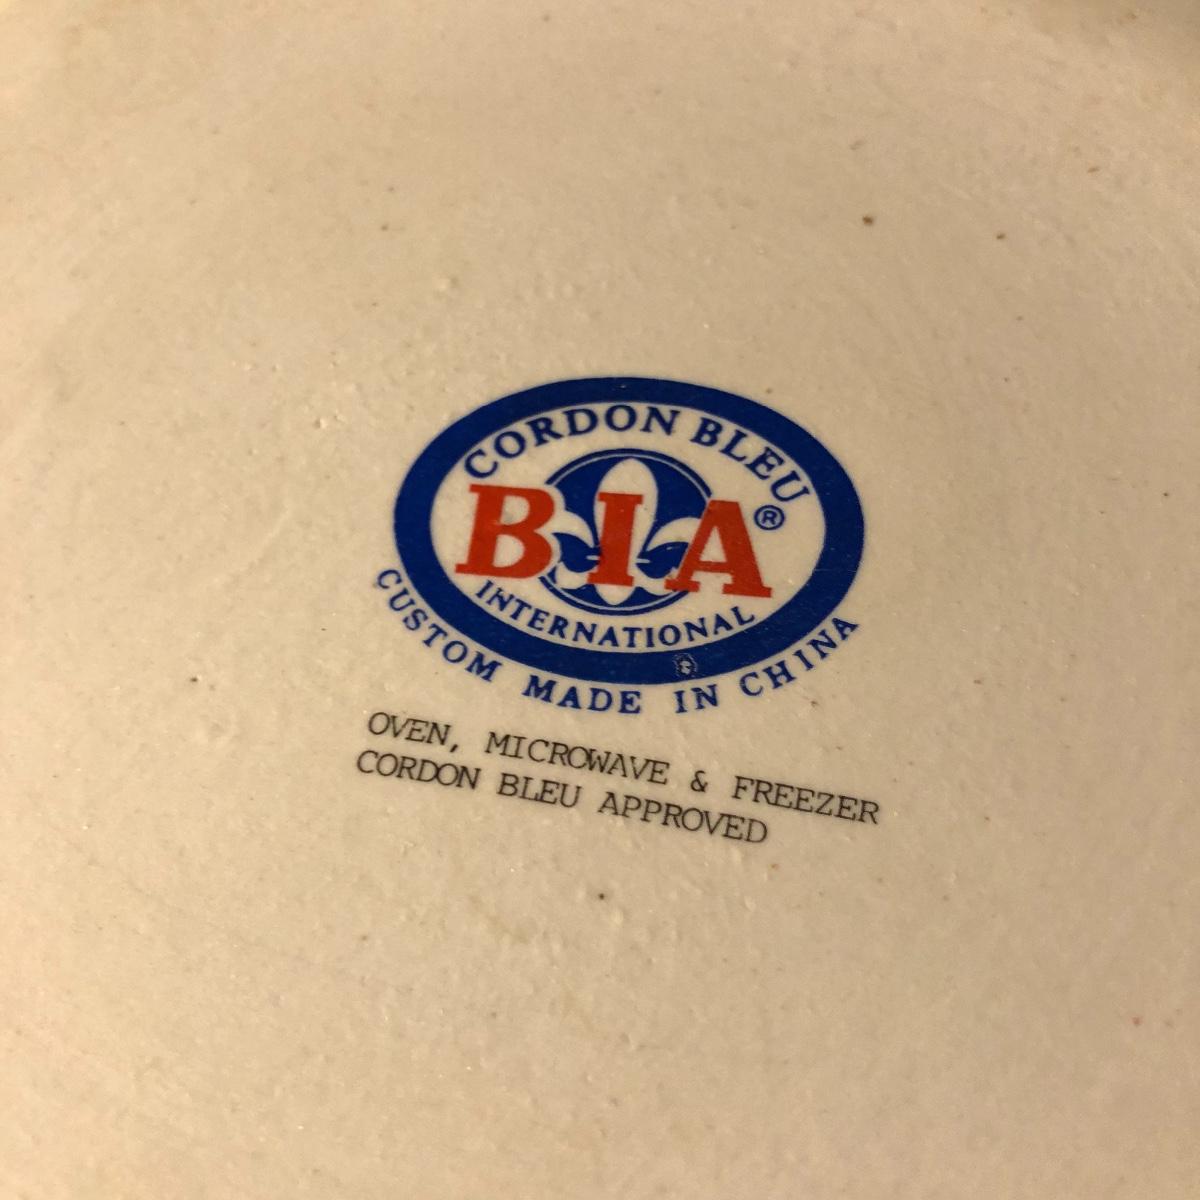 CORDON BLEU
BIA®
INTERNATIONAL
CUSTOM MADE IN CHINA
OVEN, MICROWAVE & FREEZER
CORDON BLEU APPROVED